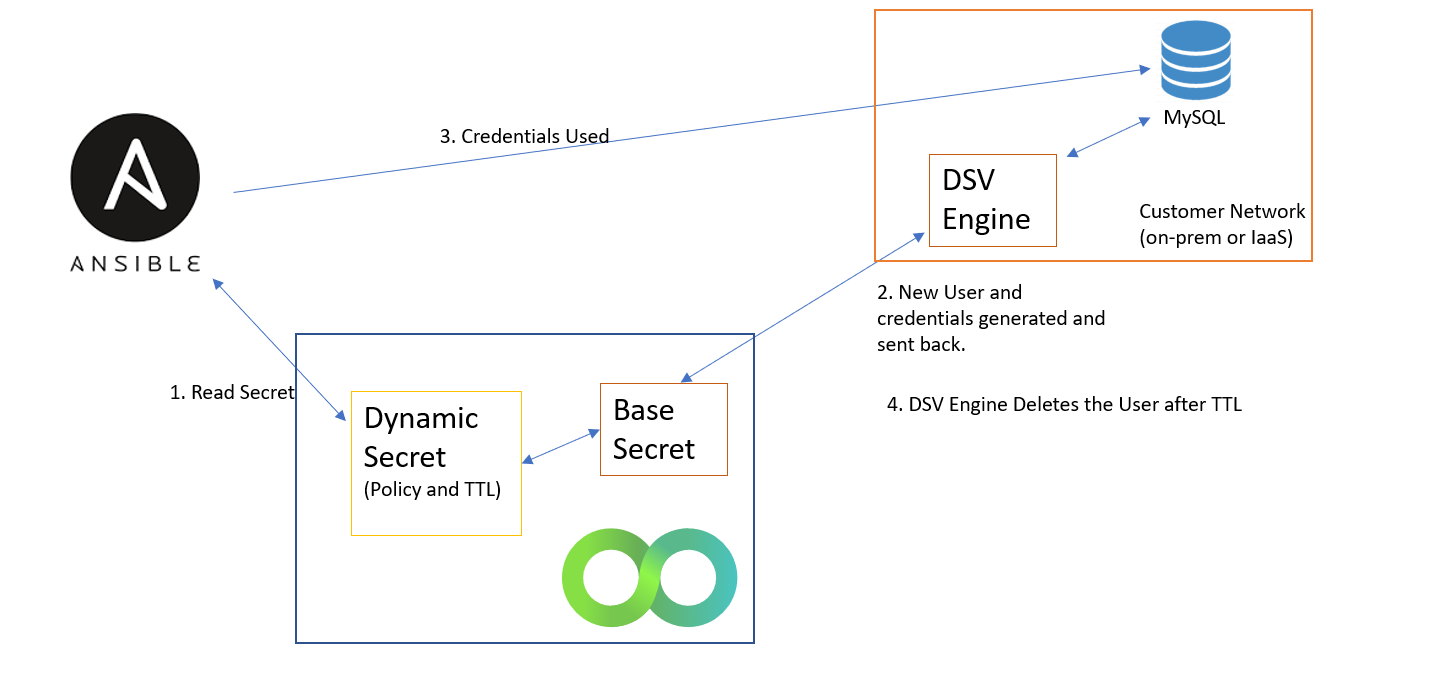 MySQL
3. Credentials Used
DSV
Engine
Customer Network
(on-prem or IaaS)
ANSIBLE
2. New User and
credentials generated and
sent back.
1. Read Secret
Dynamic
Secret
(Policy and TTL)
Base
Secret
4. DSV Engine Deletes the User after TTL